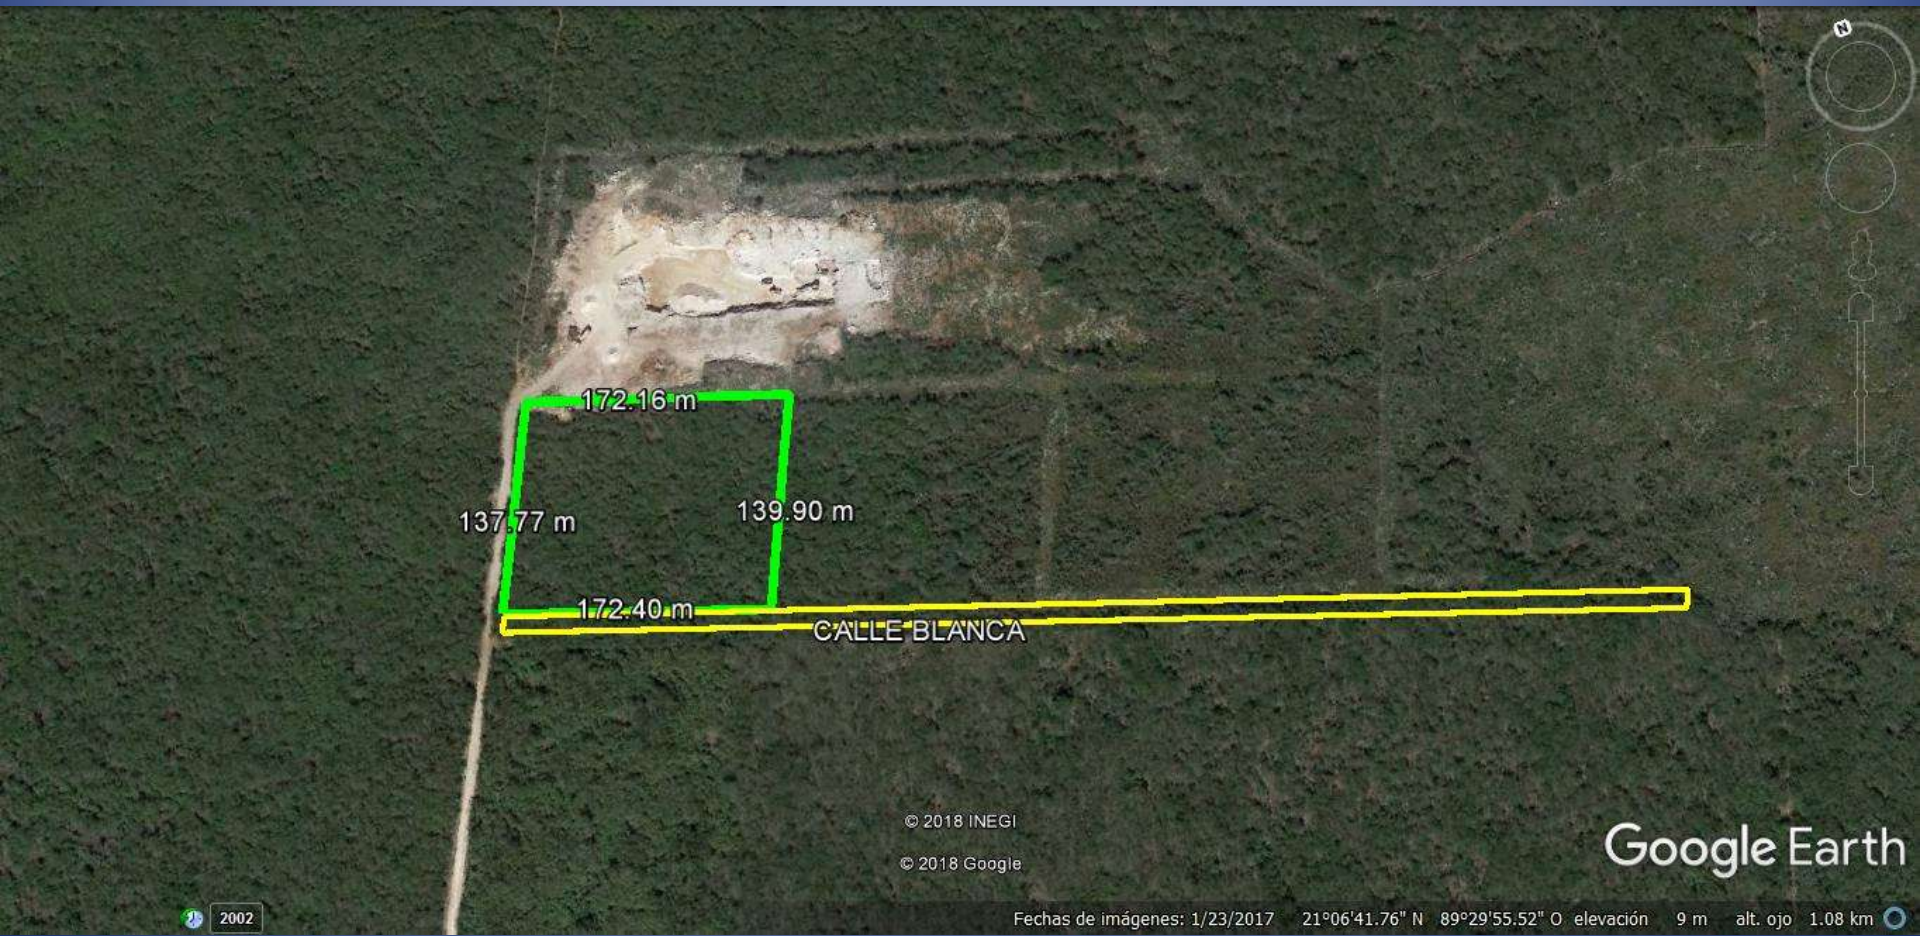 N
172.16 m
137.77 m
139.90 m
172.40 m
CALLE BLANCA
© 2018 INEGI
© 2018 Google
Google Earth
2002
Fechas de imágenes: 1/23/2017 21°06'41.76" N 89°29'55.52" O elevación 9 m alt. ojo 1.08 km